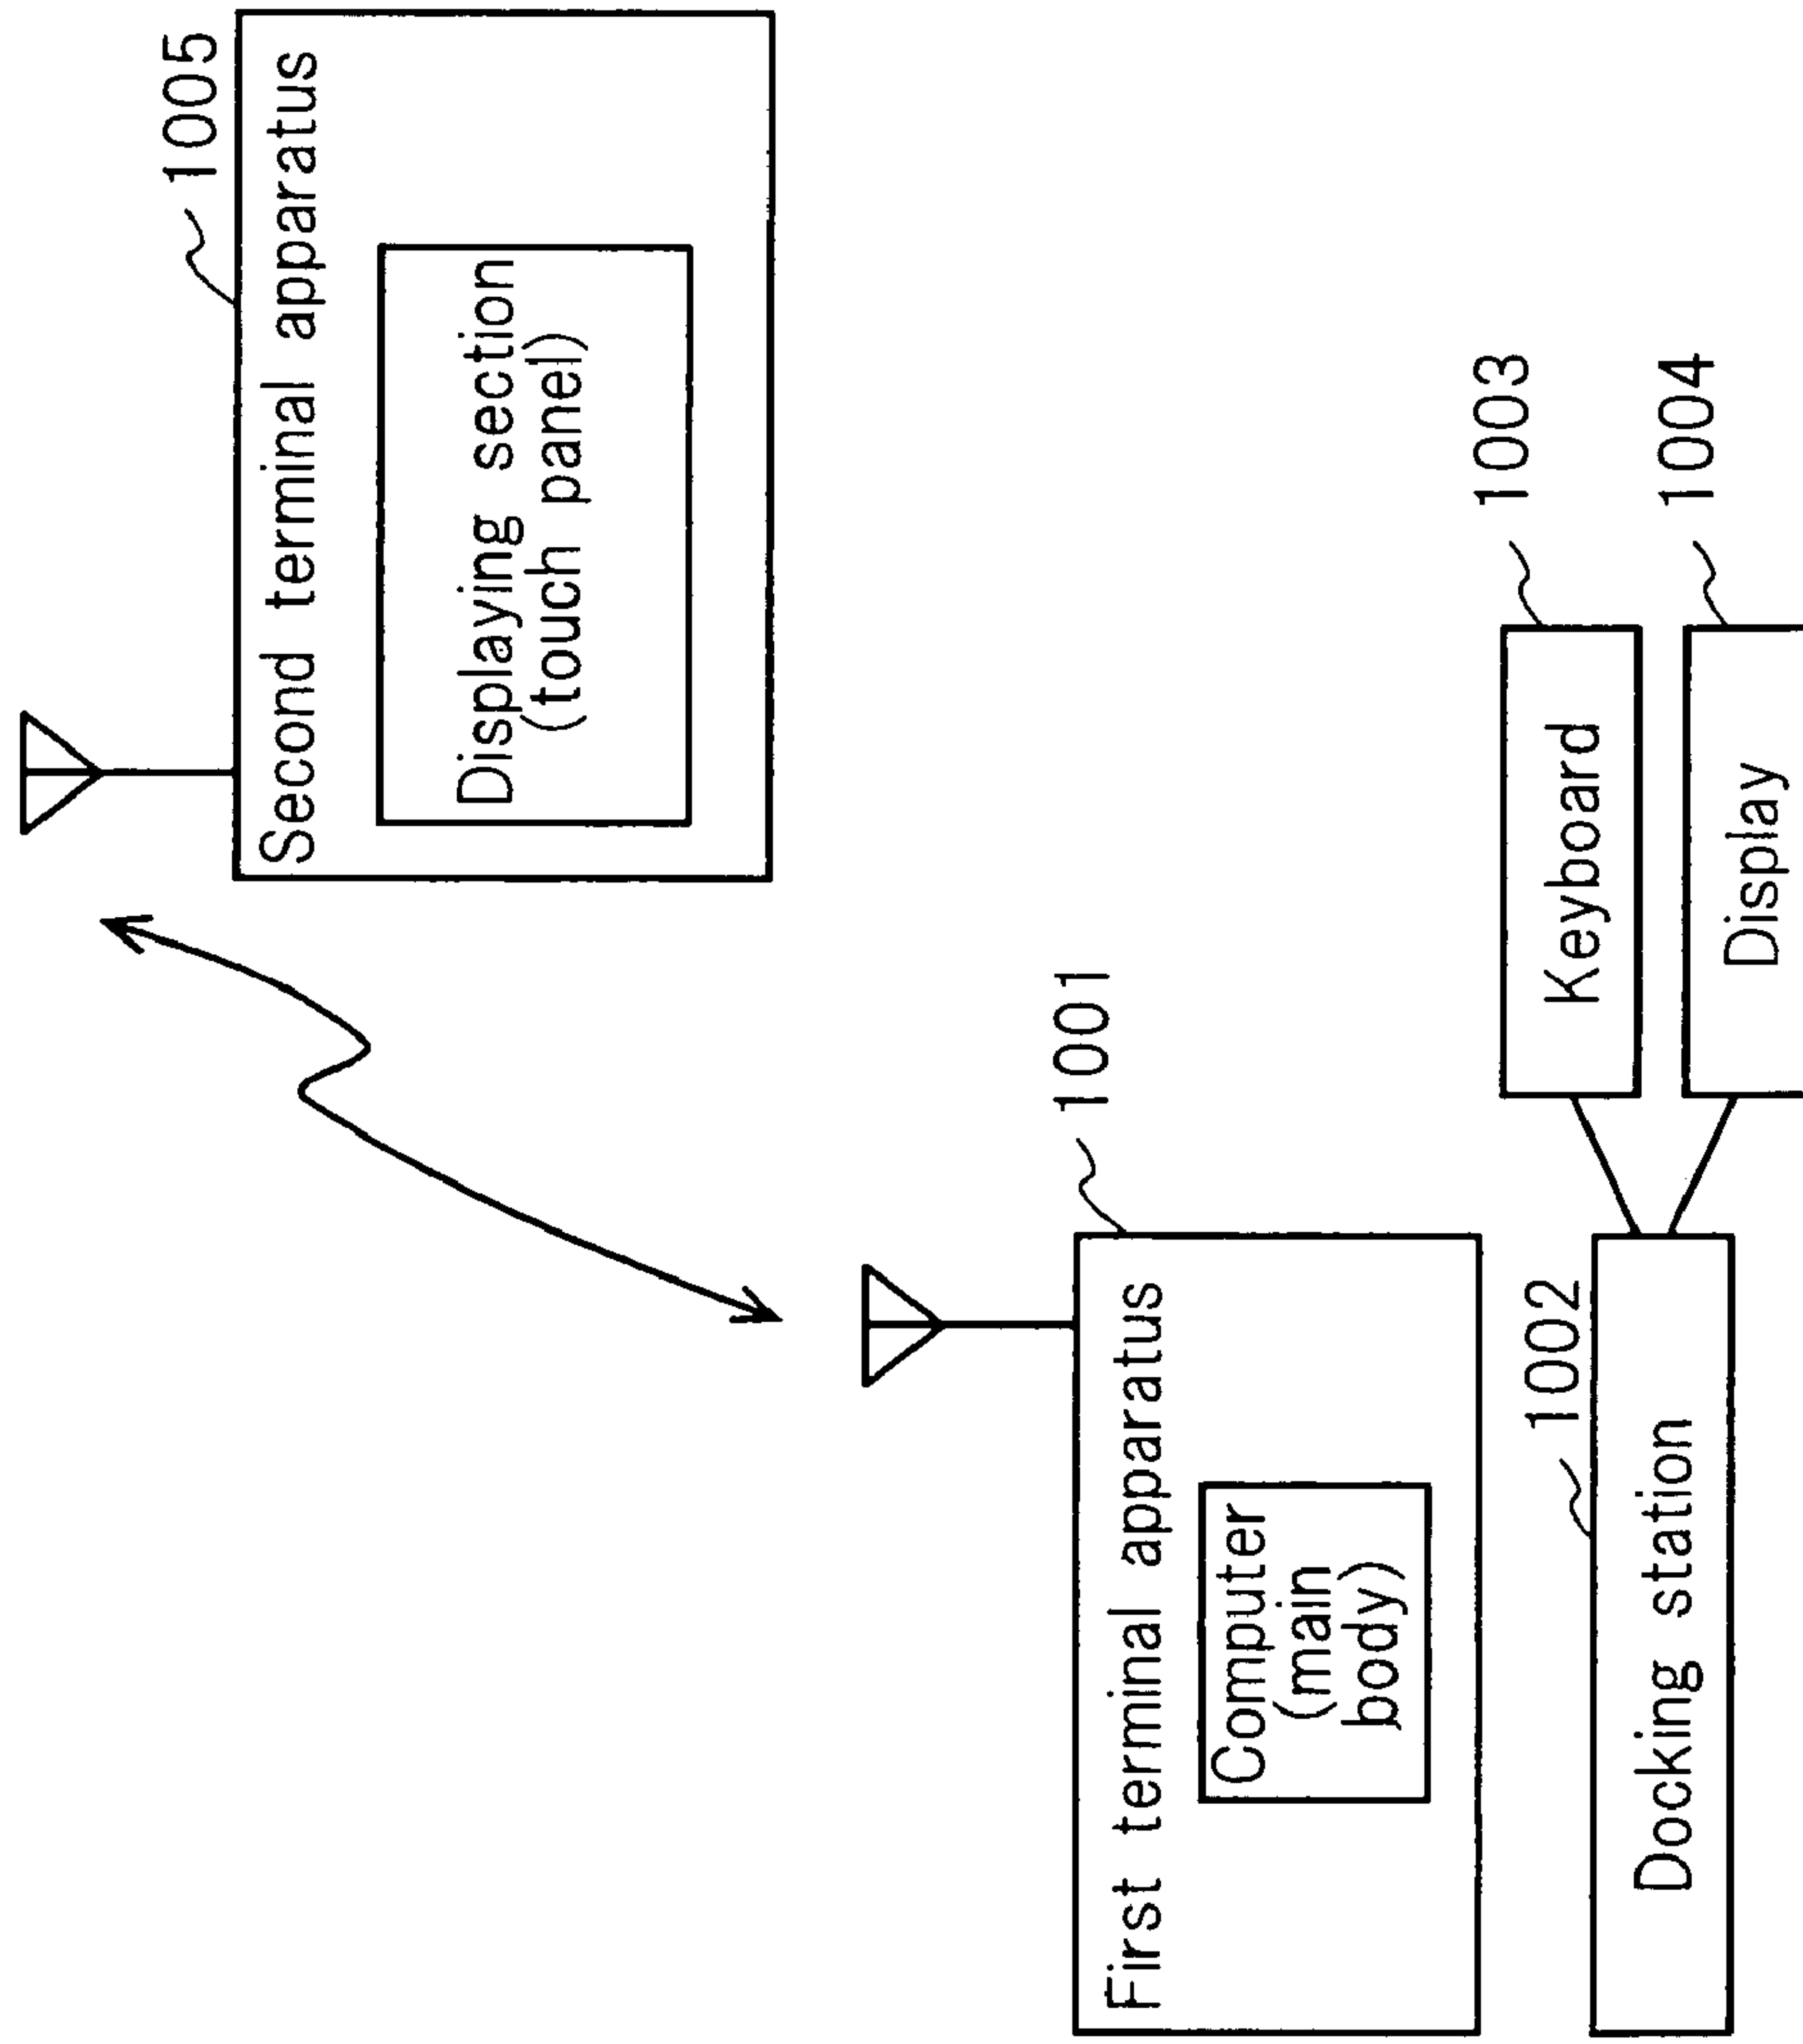 1005
Second terminal apparatus
Displaying section
(touch panel)
1001
First terminal apparatus
Computer
(main
body)
1002
Docking station
1003
Keyboard
1004
Display